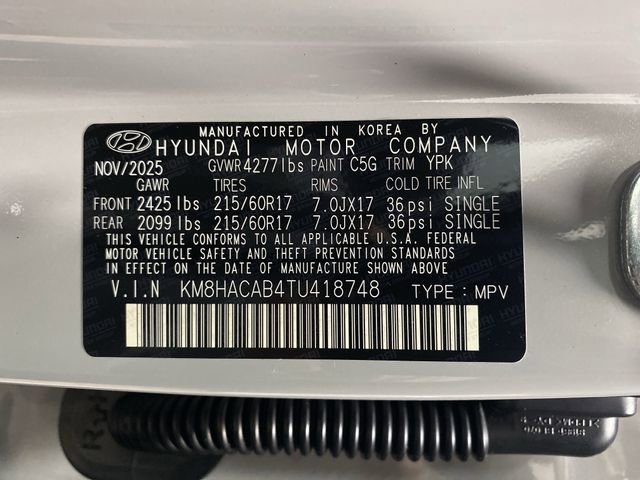 MANUFACTURED IN KOREA BY
HYUNDAI MOTOR COMPANY
NOV/2025 GVWR 4277lbs PAINT C5G TRIM YPK
GAWR TIRES RIMS COLD TIRE INFL
FRONT 2425lbs 215/60R17 7.0JX17 36psi SINGLE
REAR 2099lbs 215/60R17 7.0JX17 36psi SINGLE
THIS VEHICLE CONFORMS TO ALL APPLICABLE U.S.A. FEDERAL
MOTOR VEHICLE SAFETY AND THEFT PREVENTION STANDARDS
IN EFFECT ON THE DATE OF MANUFACTURE SHOWN ABOVE.
V.I.N KM8HACAB4TU418748 TYPE : MPV